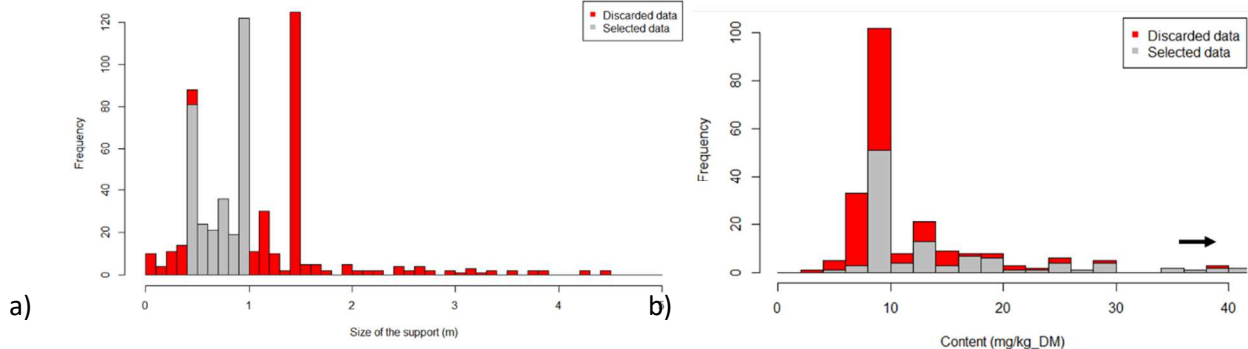 Discarded data
Selected data
120
100
80
60
40
20
0
Frequency
0 1 2 3 4 5
Size of the support (m)
a)
Discarded data
Selected data
100
80
60
40
20
0
Frequency
0 10 20 30 40
Content (mg/kg_DM)
b)